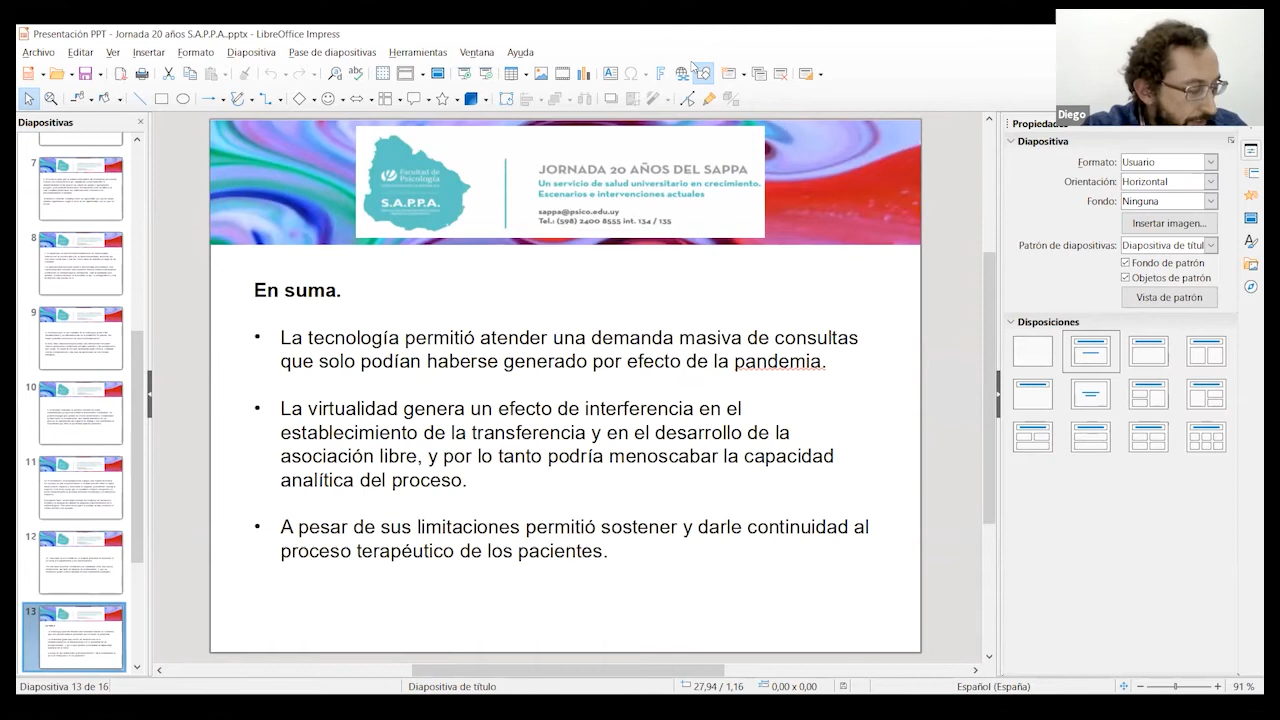 Presentación PPT - Jornada 20 años S.A.P.P.A..pptx - LibreOffice Impress
Archivo Editar Ver Insertar Formato Diapositiva Pase de diapositivas Herramientas Ventana Ayuda
Diego
Diapositivas
7
8
9
10
11
12
13
Facultad de
Psicología
S.A.P.P.A.
JORNADA 20 AÑOS DEL SAPPA
Un servicio de salud universitario en crecimiento.
Escenarios e intervenciones actuales
sappa@psico.edu.uy
Tel.: (598) 2400 8555 int. 134 / 135
En suma.
• La tecnología permitió atender una demanda masiva de consultas
que solo podían haberse generado por efecto de la pandemia.
• La virtualidad genera un efecto de interferencia en el
establecimiento de la transferencia y en el desarrollo de la
asociación libre, y por lo tanto podría menoscabar la capacidad
analítica del proceso.
• A pesar de sus limitaciones permitió sostener y darle continuidad al
proceso terapéutico de los pacientes.
Propiedades
Diapositiva
Formato: Usuario
Orientación: Horizontal
Fondo: Ninguna
Insertar imagen...
Patrón de diapositivas: Diapositiva de títul
Fondo de patrón
Objetos de patrón
Vista de patrón
Disposiciones
Diapositiva 13 de 16
Diapositiva de título
27,94 / 1,16
0,00 x 0,00
Español (España)
91 %